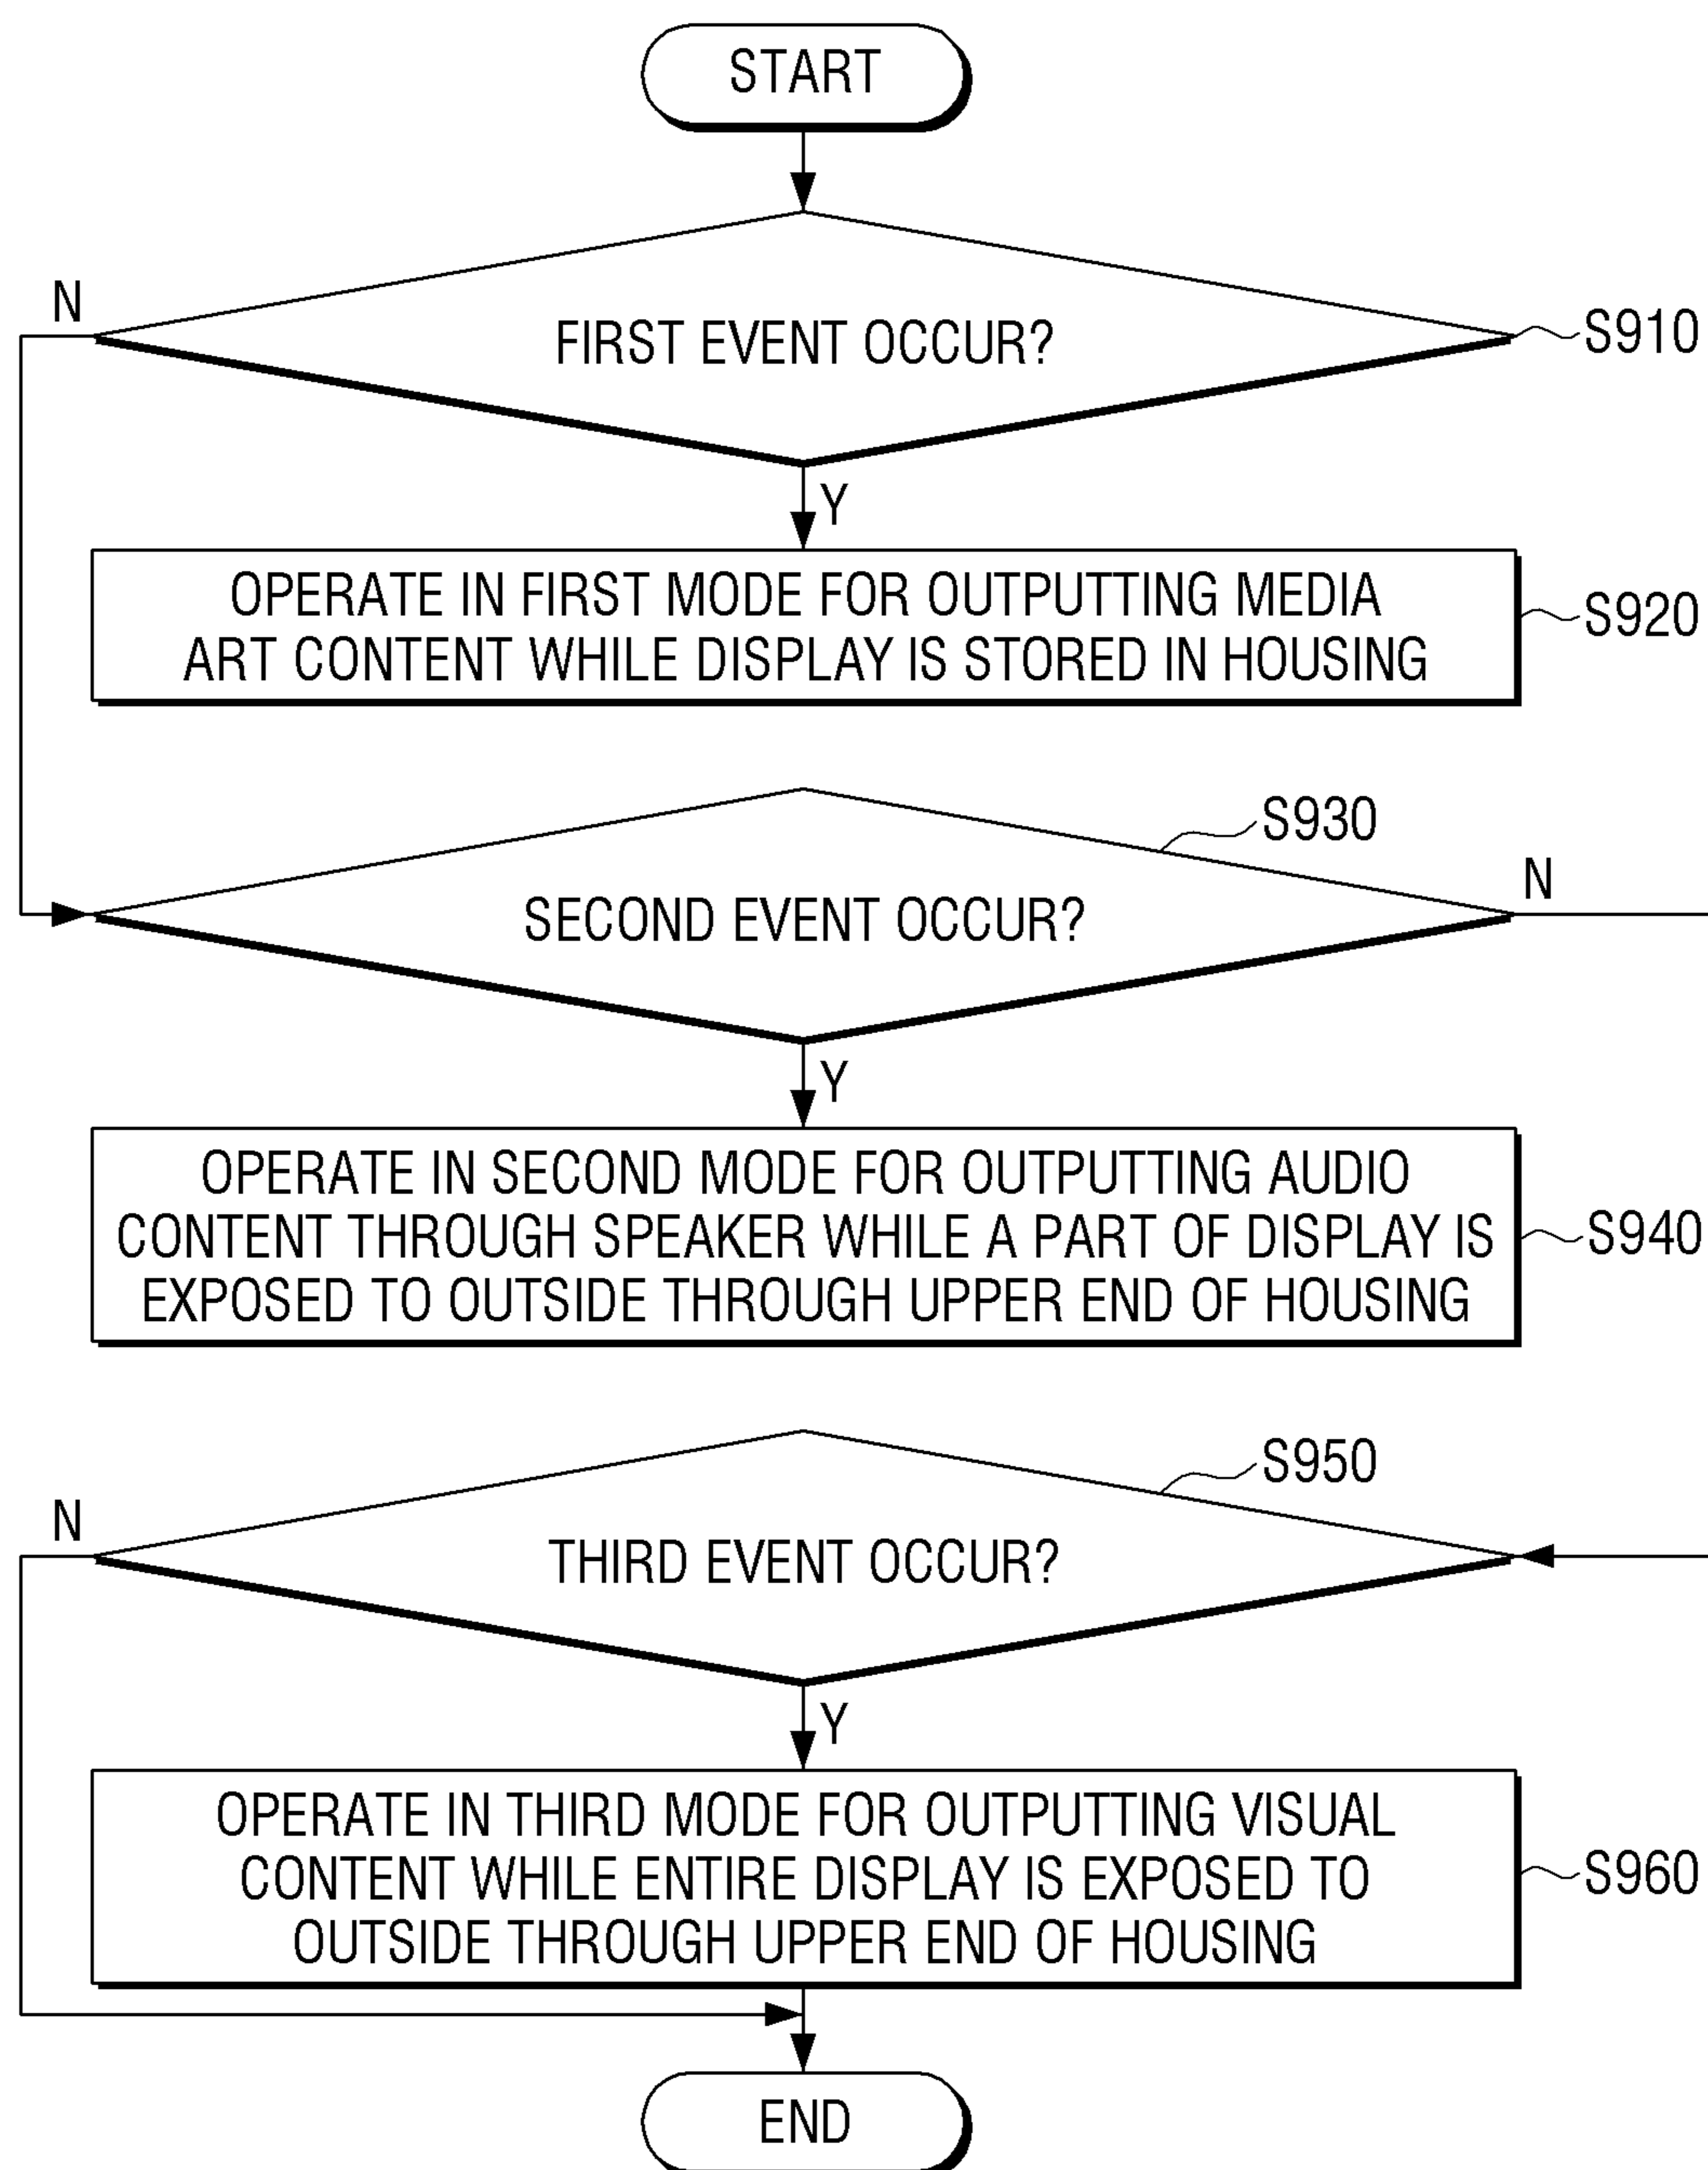 START
N
FIRST EVENT OCCUR?
S910
Y
OPERATE IN FIRST MODE FOR OUTPUTTING MEDIA
ART CONTENT WHILE DISPLAY IS STORED IN HOUSING
S920
S930
N
SECOND EVENT OCCUR?
Y
OPERATE IN SECOND MODE FOR OUTPUTTING AUDIO
CONTENT THROUGH SPEAKER WHILE A PART OF DISPLAY IS
EXPOSED TO OUTSIDE THROUGH UPPER END OF HOUSING
S940
S950
N
THIRD EVENT OCCUR?
Y
OPERATE IN THIRD MODE FOR OUTPUTTING VISUAL
CONTENT WHILE ENTIRE DISPLAY IS EXPOSED TO
OUTSIDE THROUGH UPPER END OF HOUSING
S960
END